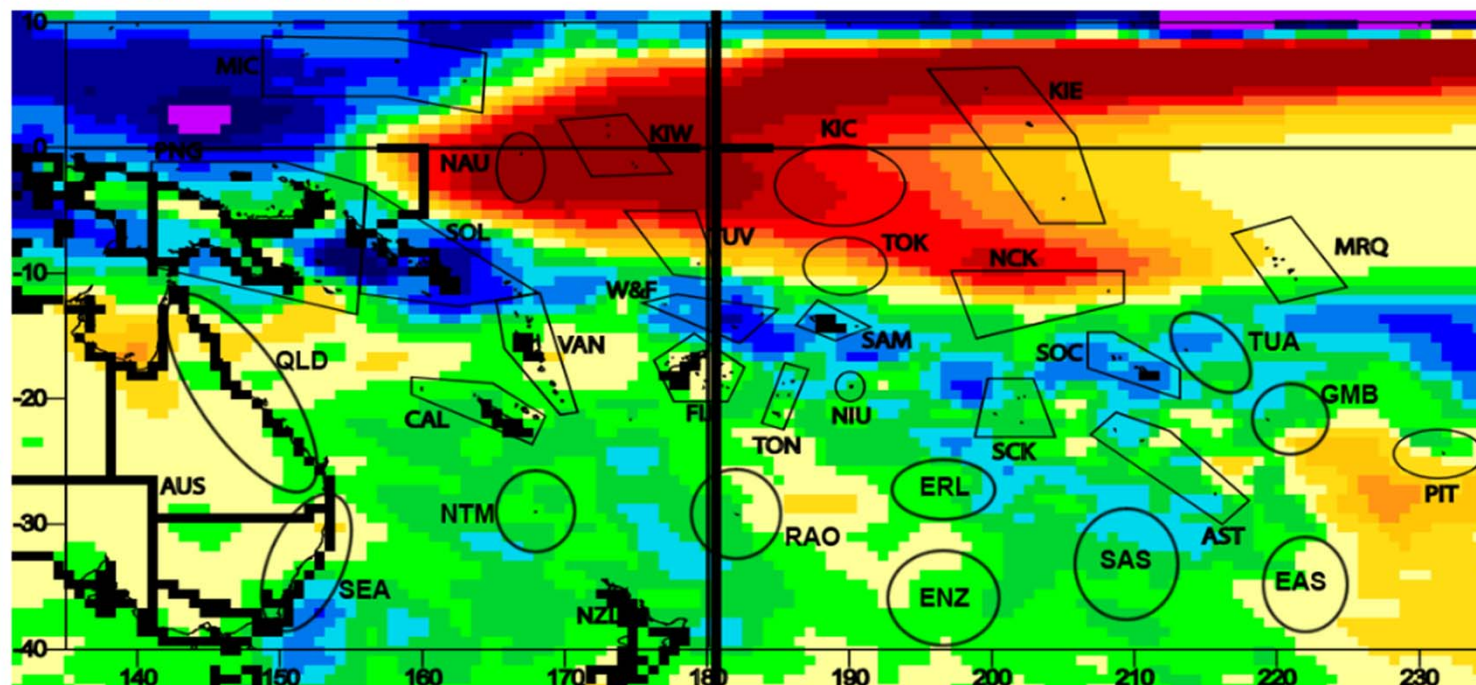 10
MIC
KIE
KIW
KIC
0
NAU
PNG
SOL
TUV
TOK
NCK
MRQ
-10
W&F
VAN
SAM
TUA
SOC
QLD
-20
CAL
FIJ
NIU
GMB
TON
SCK
AUS
ERL
PIT
NTM
-30
RAO
AST
SAS
SEA
ENZ
EAS
NZL
-40
140 150 160 170 180 190 200 210 220 230